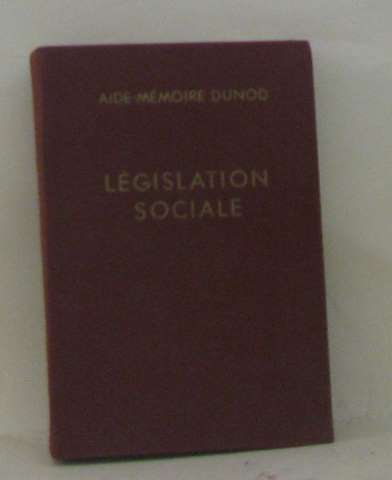 AIDE-MÉMOIRE DUNOD
LÉGISLATION
SOCIALE